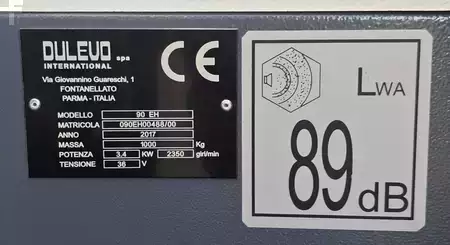 DULEVO spa
INTERNATIONAL
CE
Via Giovannino Guareschi, 1
FONTANELLATO
PARMA - ITALIA
MODELLO 90 EH
MATRICOLA 090EH00488/00
ANNO 2017
MASSA 1000 Kg
POTENZA 3.4 KW 2350 giri/min
TENSIONE 36 V
LWA
89 dB